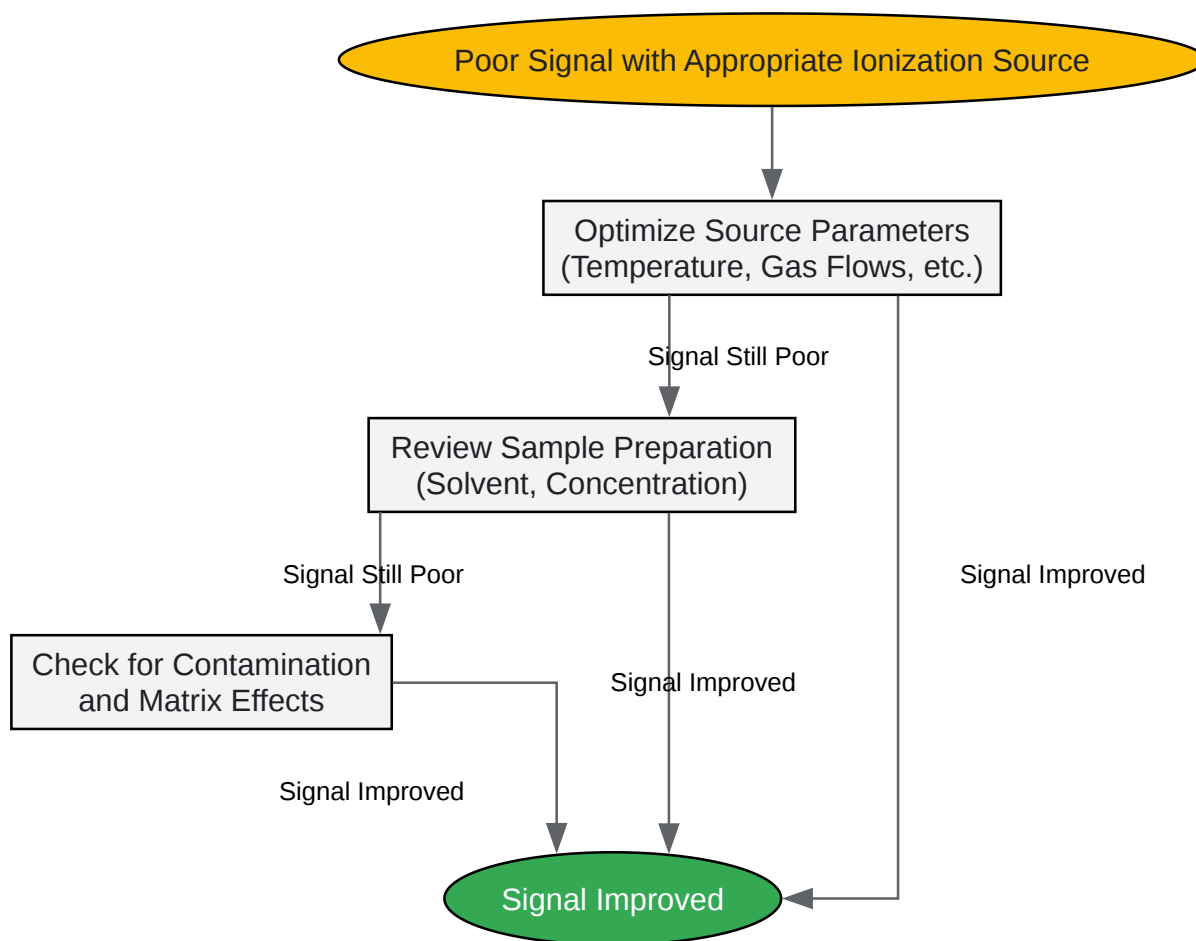 Poor Signal with Appropriate Ionization Source
Optimize Source Parameters
(Temperature, Gas Flows, etc.)
Signal Still Poor
Review Sample Preparation
(Solvent, Concentration)
Signal Still Poor
Signal Improved
Check for Contamination
and Matrix Effects
Signal Improved
Signal Improved
Signal Improved